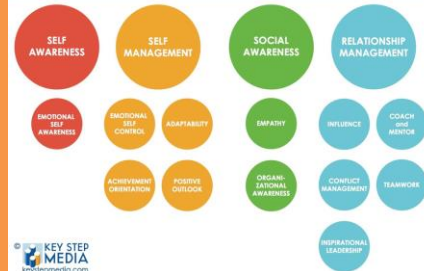 SELF
AWARENESS
SELF
MANAGEMENT
SOCIAL
AWARENESS
RELATIONSHIP
MANAGEMENT
EMOTIONAL
SELF
AWARENESS
EMOTIONAL
SELF
CONTROL
ADAPTABILITY
EMPATHY
INFLUENCE
COACH
and
MENTOR
ACHIEVEMENT
ORIENTATION
POSITIVE
OUTLOOK
ORGANI-
ZATIONAL
AWARENESS
CONFLICT
MANAGEMENT
TEAMWORK
INSPIRATIONAL
LEADERSHIP
© KEY STEP
MEDIA
keystepmedia.com